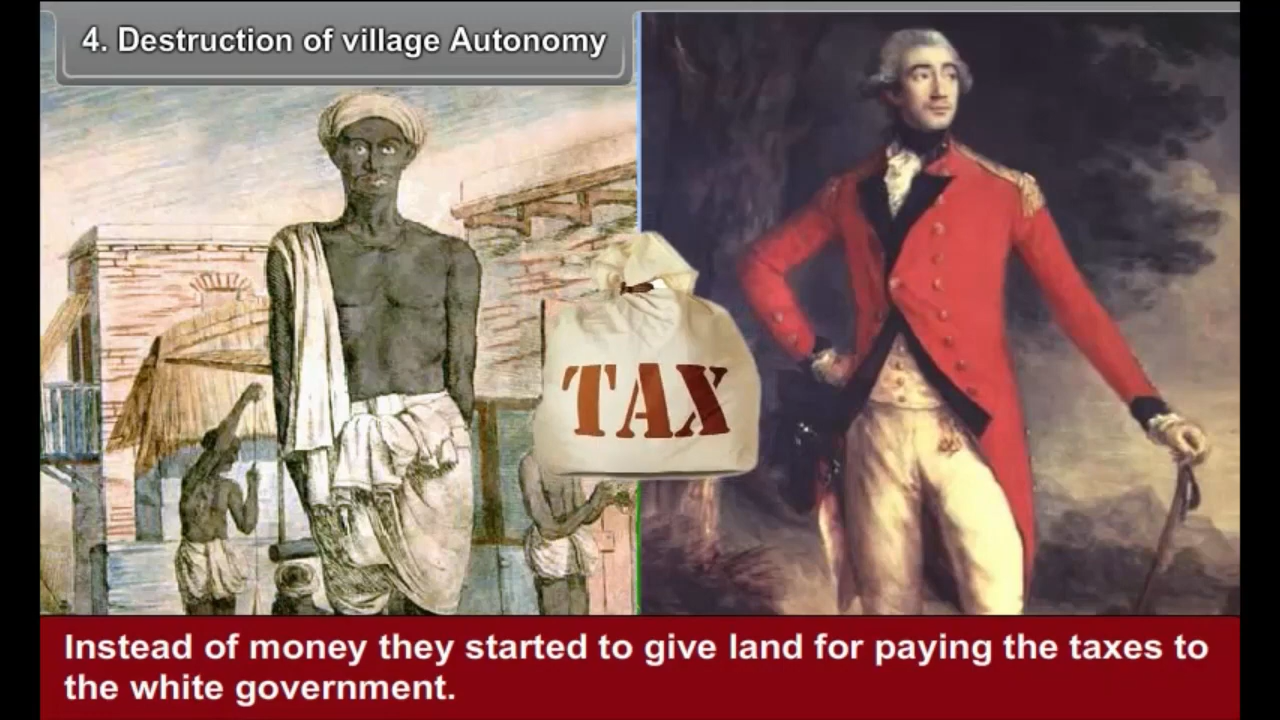 4. Destruction of village Autonomy
TAX
Instead of money they started to give land for paying the taxes to
the white government.